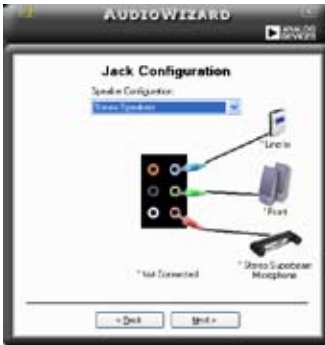 AUDIOWIZARD
ANALOG
DEVICES
Jack Configuration
Speaker Configuration
Stereo Speakers
*Line In
*Front
*Not Connected
*Stereo Superbeam
Microphone
< Back
Next >